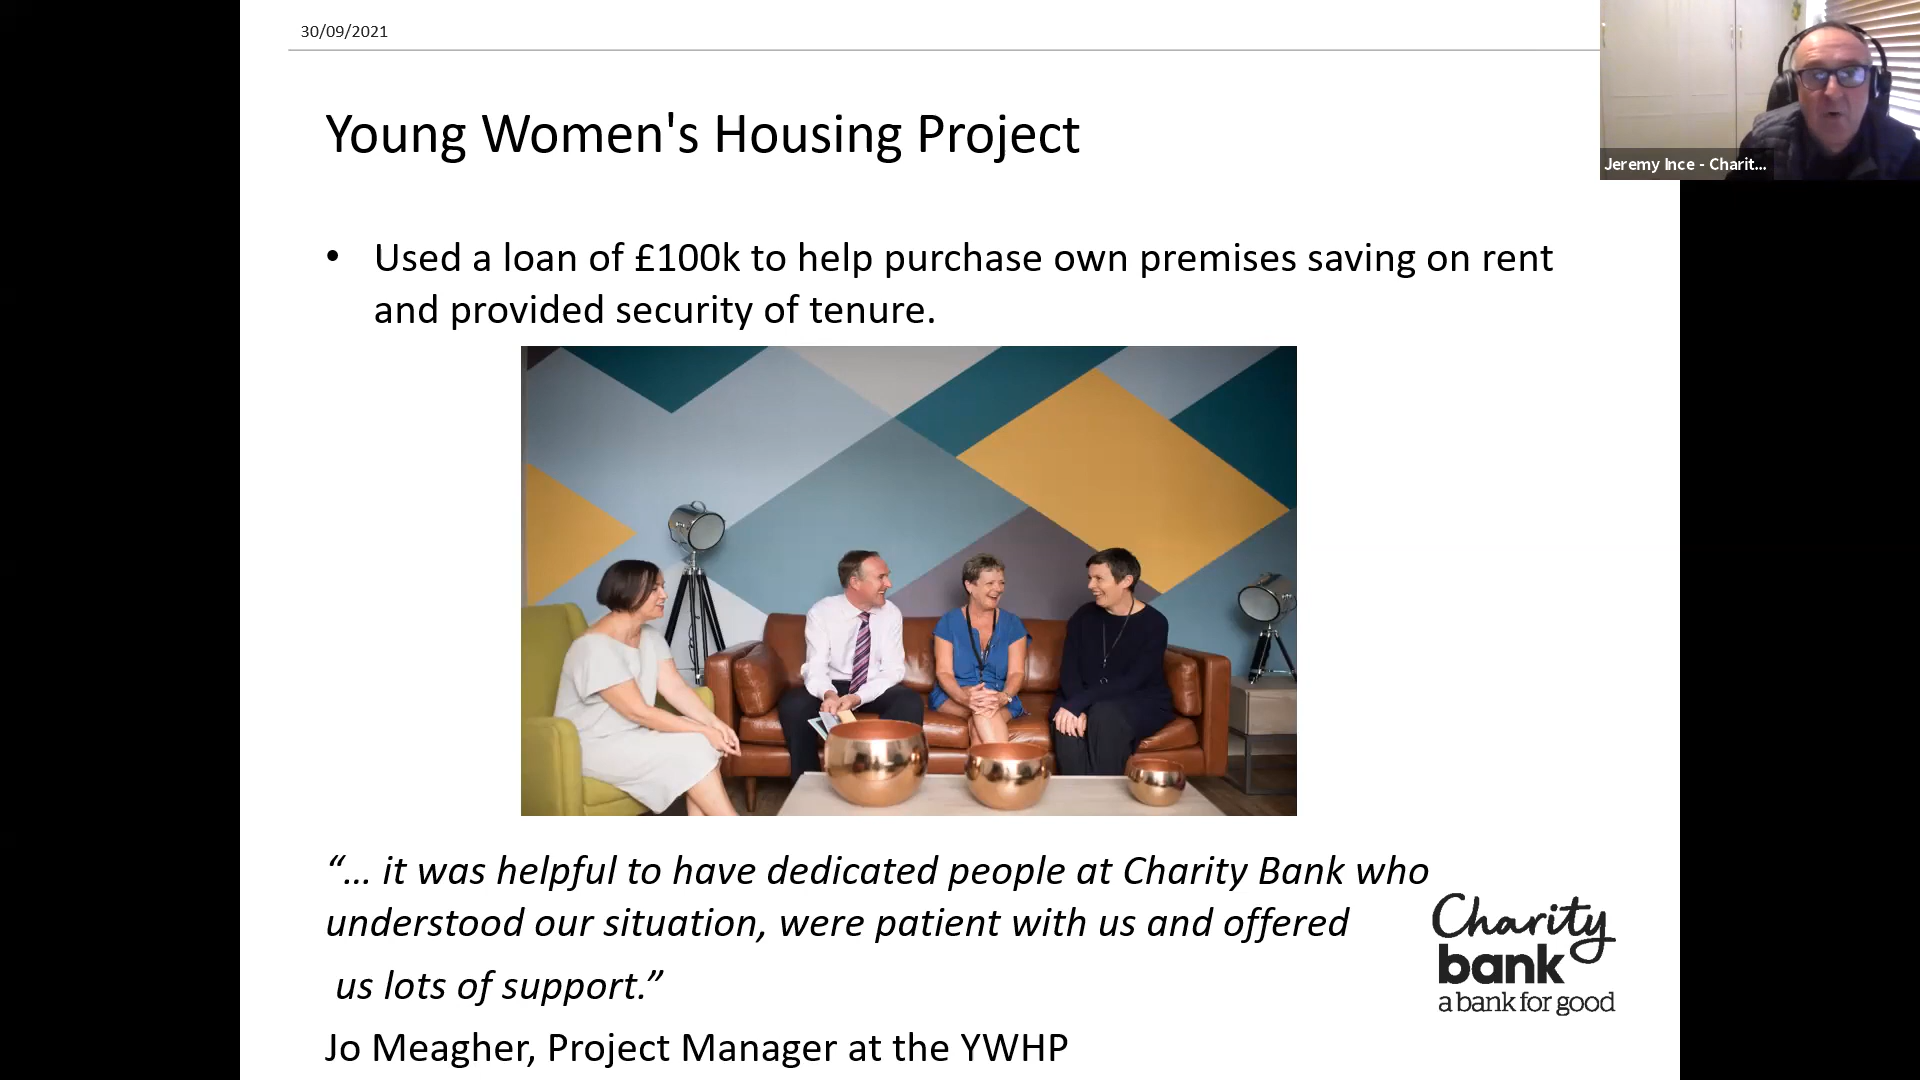 30/09/2021
Jeremy Ince - Charit...
Young Women's Housing Project
• Used a loan of £100k to help purchase own premises saving on rent
and provided security of tenure.
“... it was helpful to have dedicated people at Charity Bank who
understood our situation, were patient with us and offered
us lots of support.”
Jo Meagher, Project Manager at the YWHP
Charity
bank
a bank for good